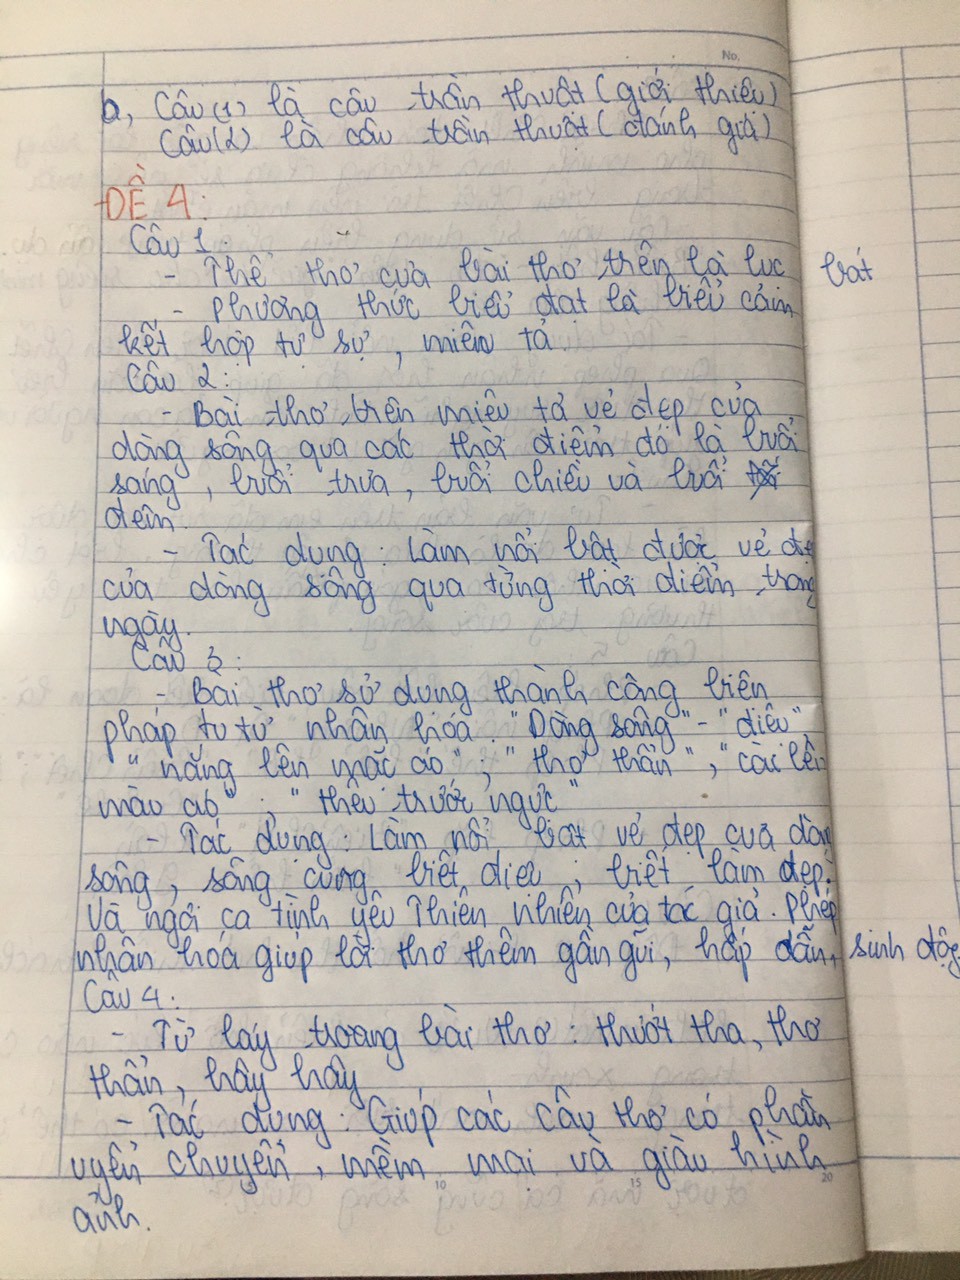 No.
b, Câu(1) là câu trần thuật (giới thiệu)
Câu(2) là câu trần thuật (đánh giá)
ĐỀ 4:
Câu 1:
Thể thơ của bài thơ trên là lục bát
- Phương thức biểu đạt là biểu cảm
kết hợp tự sự, miêu tả
Câu 2:
- Bài thơ trên miêu tả vẻ đẹp của
dòng sông qua các thời điểm đó là buổi
sáng, buổi trưa, buổi chiều và buổi
đêm
- Tác dụng: Làm nổi bật được vẻ đẹp
của dòng sông qua từng thời điểm trong
ngày.
Câu 3:
- Bài thơ sử dụng thành công biện
pháp tu từ nhân hóa. "Dòng sông" - "điệu"
"nắng lên mặc áo"; "thơ thẩn", "cài lên
màu áo"; "thêu trước ngực"
- Tác dụng: Làm nổi bật vẻ đẹp của dòng
sông, sông cũng biết điệu, biết làm đẹp.
Và ngợi ca tình yêu Thiên nhiên của tác giả. Phép
nhân hóa giúp lời thơ thêm gần gũi, hấp dẫn, sinh động
Câu 4:
- Từ láy trong bài thơ: thướt tha, thơ
thẩn, hây hây
- Tác dụng: Giúp các câu thơ có phần
uyển chuyển, mềm mại và giàu hình
ảnh.
10 15 20